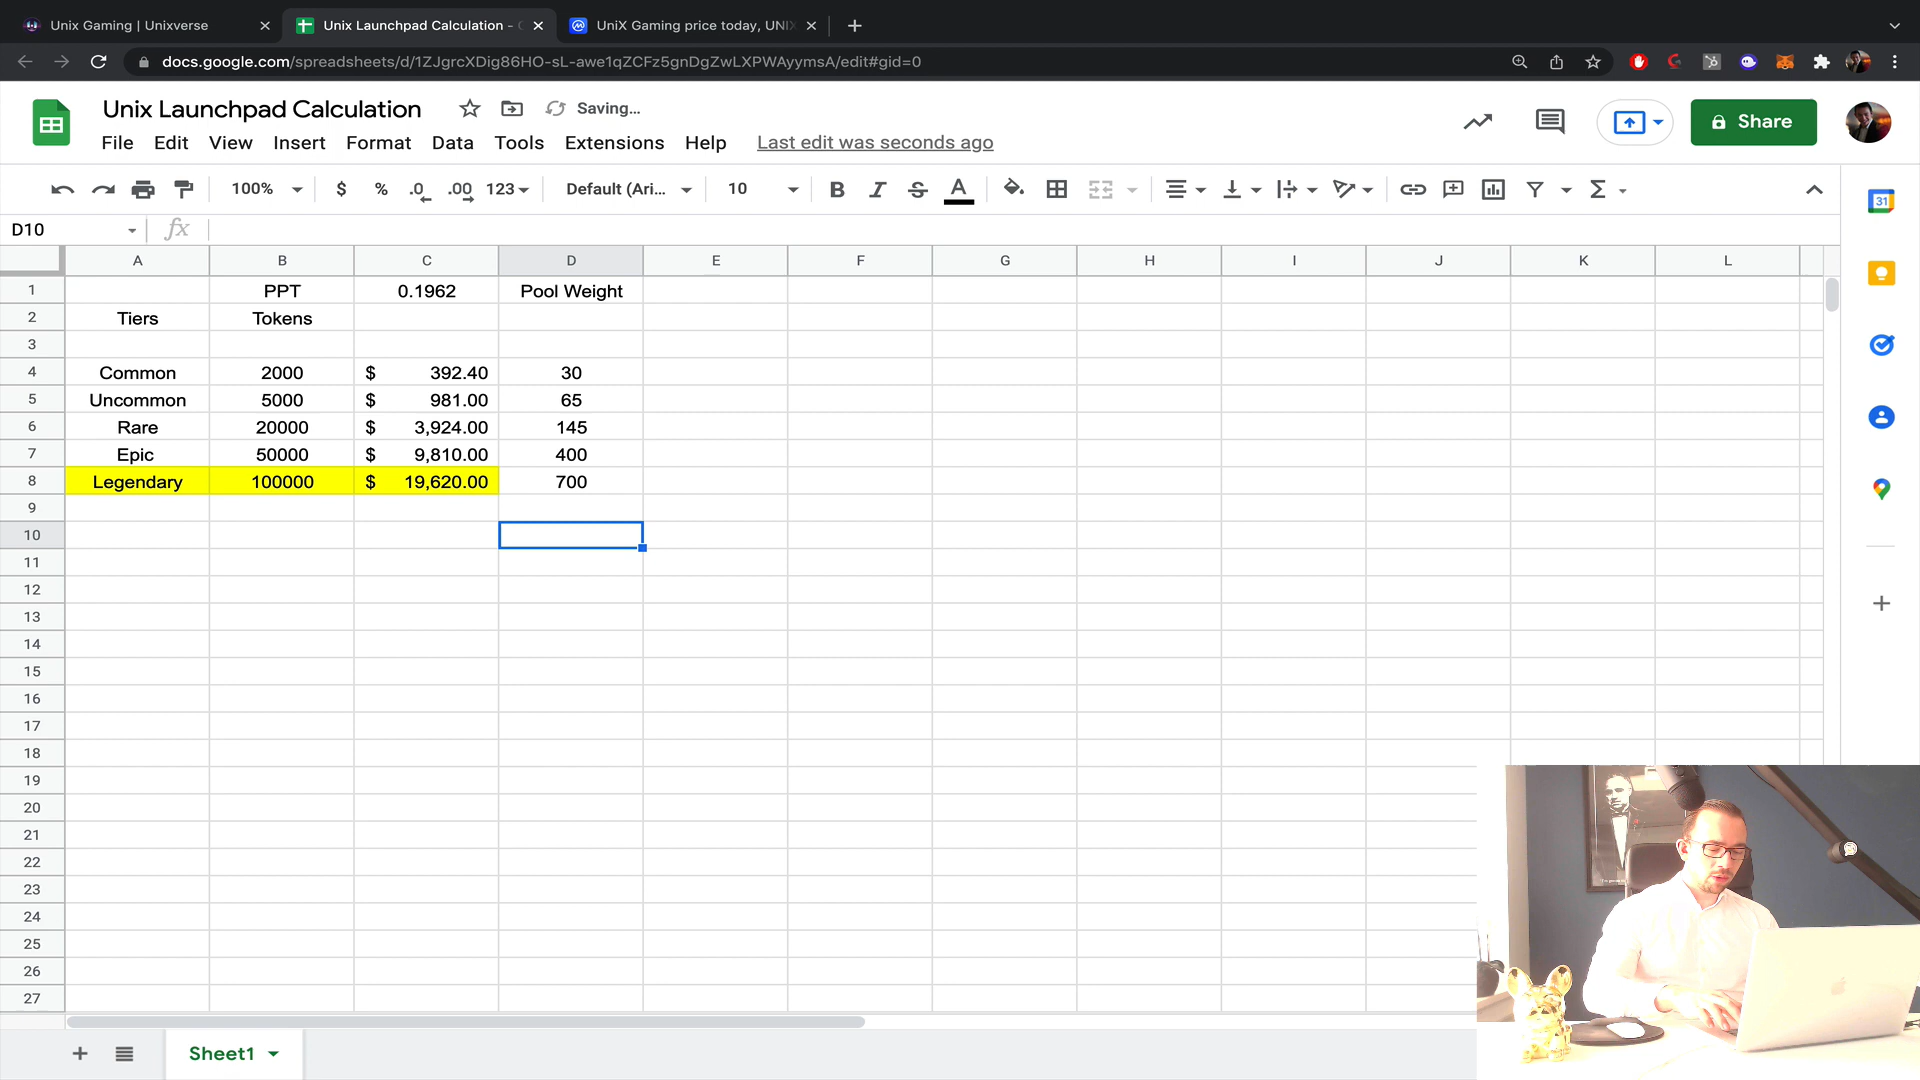 Unix Gaming | Unixverse
Unix Launchpad Calculation -
UniX Gaming price today, UNI
docs.google.com/spreadsheets/d/1ZJgrcXDig86HO-sL-awe1qZCFz5gnDgZwLXPWAyymsA/edit#gid=0
Unix Launchpad Calculation
Saving...
Share
File Edit View Insert Format Data Tools Extensions Help Last edit was seconds ago
100% $ % .0 .00 123 Default (Ari... 10 B I S A Σ
31
D10 fx
A B C D E F G H I J K L
1 PPT 0.1962 Pool Weight
2 Tiers Tokens
3
4 Common 2000 $ 392.40 30
5 Uncommon 5000 $ 981.00 65
6 Rare 20000 $ 3,924.00 145
7 Epic 50000 $ 9,810.00 400
8 Legendary 100000 $ 19,620.00 700
9
10
11
12
13
14
15
16
17
18
19
20
21
22
23
24
25
26
27
Sheet1